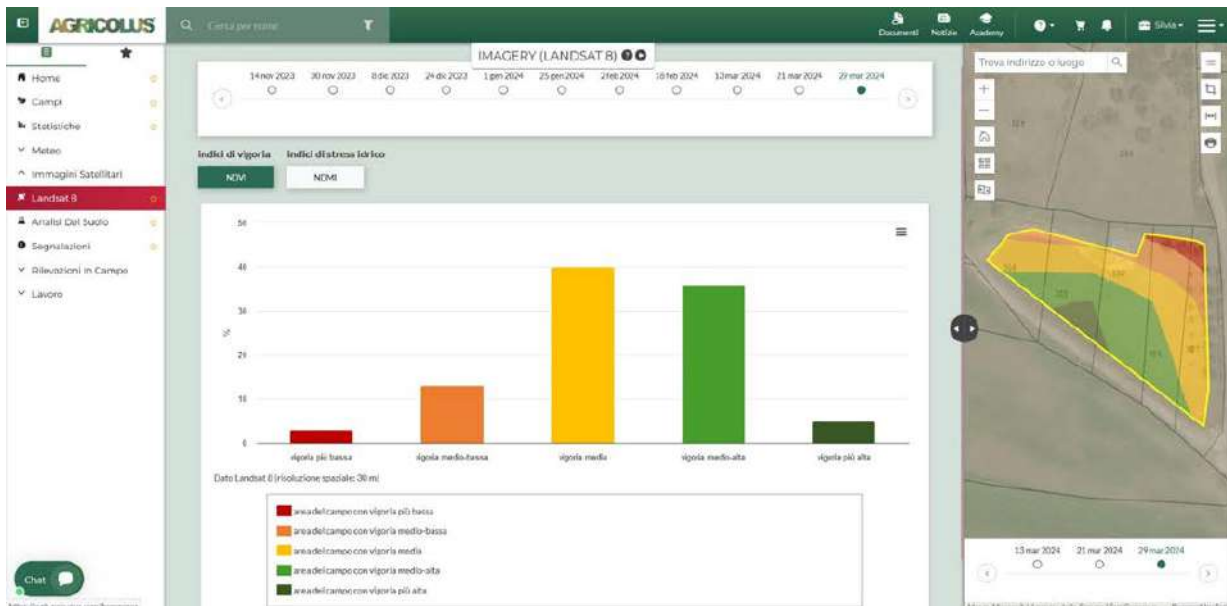 AGRICOLUS
Cerca per nome
Documenti
Notizie
Academy
Silvia
Home
Campi
Statistiche
Meteo
Immagini Satellitari
Landsat 8
Analisi Del Suolo
Segnalazioni
Rilevazioni In Campo
Lavoro
Chat
IMAGERY (LANDSAT 8)
14 nov 2023 30 nov 2023 8 dic 2023 24 dic 2023 1 gen 2024 25 gen 2024 2 feb 2024 18 feb 2024 13 mar 2024 21 mar 2024 29 mar 2024
Indici di vigoria Indici di stress idrico
NDVI NDMI
50
40
30
20
10
0
%
vigoria più bassa vigoria medio-bassa vigoria media vigoria medio-alta vigoria più alta
Dato Landsat 8 (risoluzione spaziale: 30 m)
area del campo con vigoria più bassa
area del campo con vigoria medio-bassa
area del campo con vigoria media
area del campo con vigoria medio-alta
area del campo con vigoria più alta
Trova indirizzo o luogo
13 mar 2024 21 mar 2024 29 mar 2024